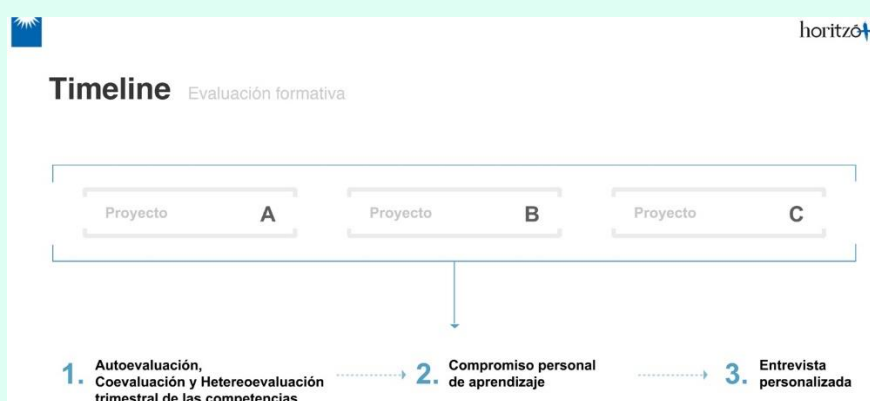 horitzó+
Timeline Evaluación formativa
Proyecto A Proyecto B Proyecto C
1. Autoevaluación,
Coevaluación y Hetereoevaluación
trimestral de las competencias
2. Compromiso personal
de aprendizaje
3. Entrevista
personalizada